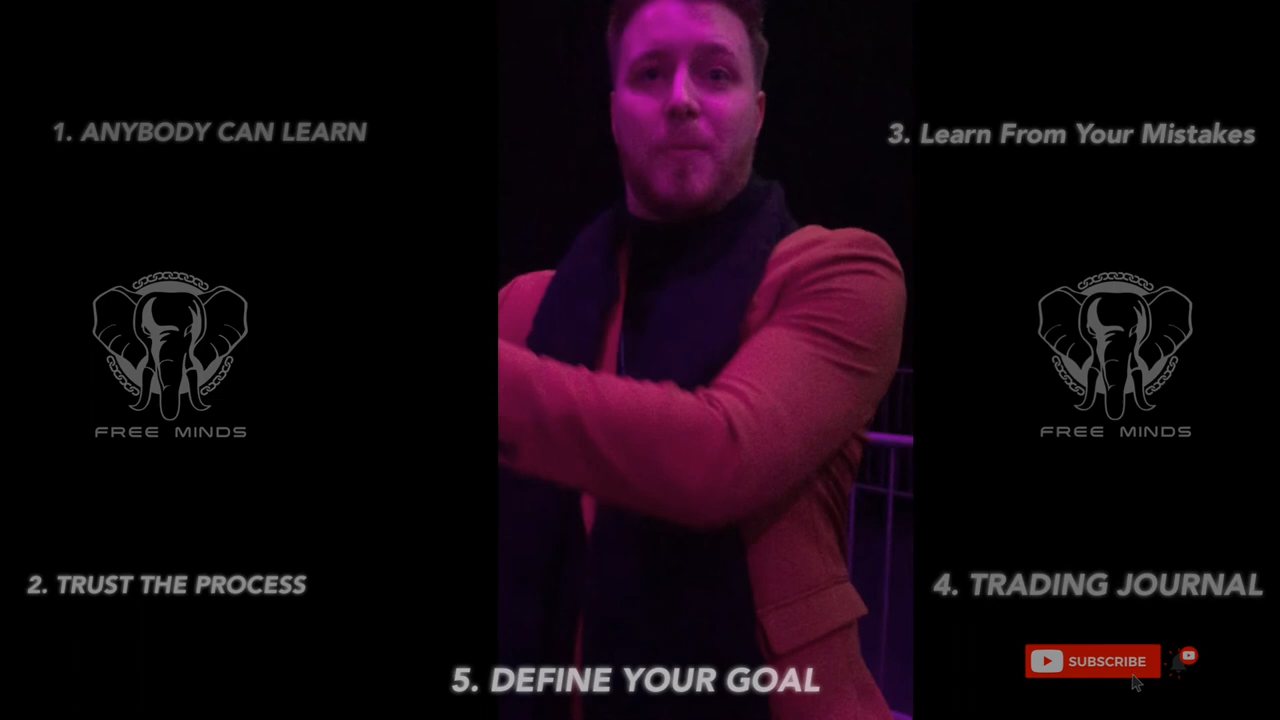 1. ANYBODY CAN LEARN
3. Learn From Your Mistakes
FREE MINDS
FREE MINDS
2. TRUST THE PROCESS
4. TRADING JOURNAL
SUBSCRIBE
5. DEFINE YOUR GOAL